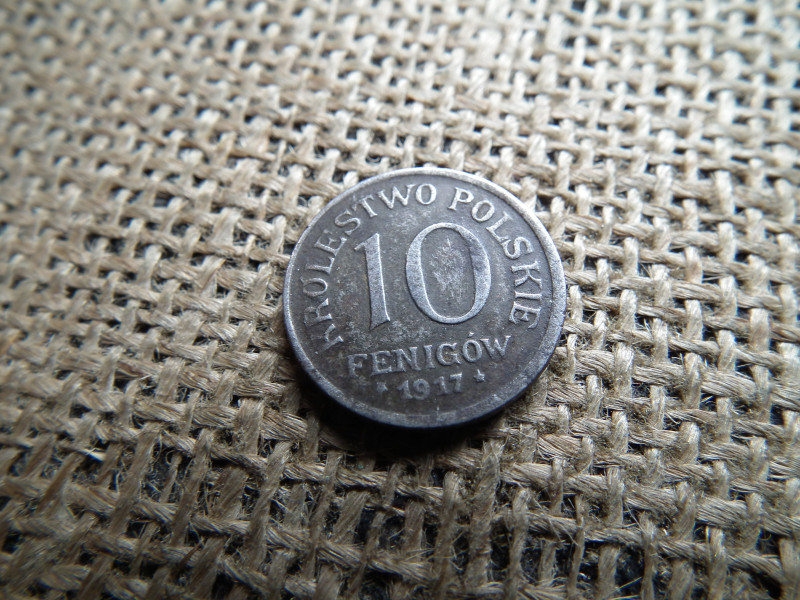 KRÓLESTWO POLSKIE
10
FENIGÓW
* 1917 *